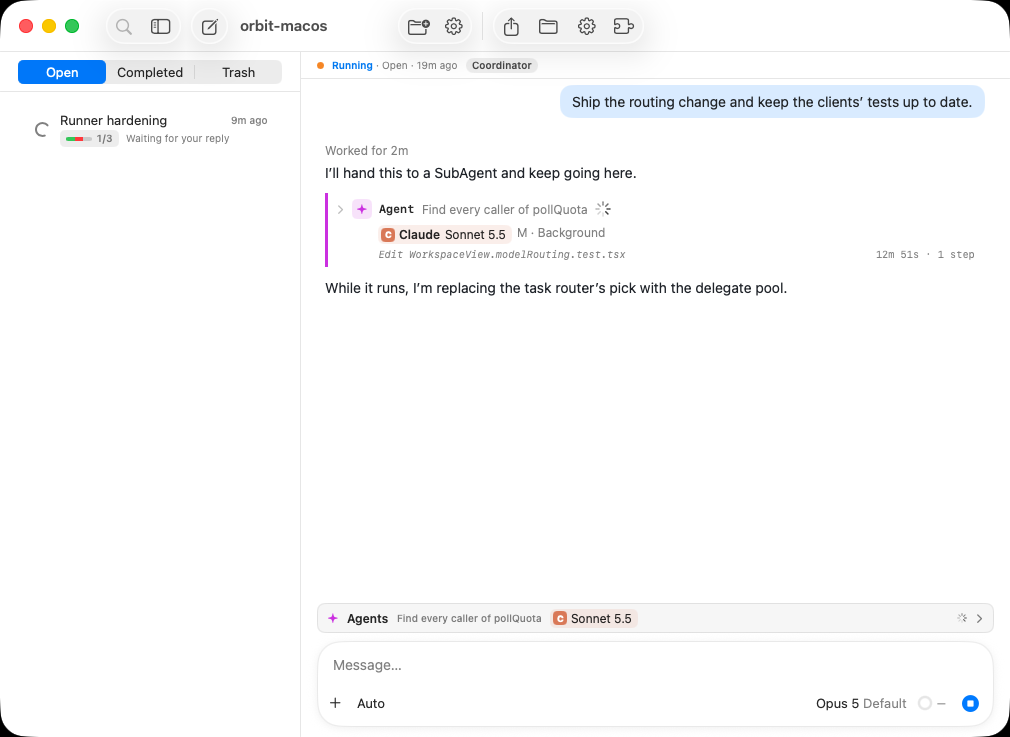 orbit-macos
Open Completed Trash
Runner hardening 9m ago
1/3 Waiting for your reply
Running · Open · 19m ago Coordinator
Ship the routing change and keep the clients’ tests up to date.
Worked for 2m
I’ll hand this to a SubAgent and keep going here.
Agent Find every caller of pollQuota
C Claude Sonnet 5.5 M · Background
Edit WorkspaceView.modelRouting.test.tsx 12m 51s · 1 step
While it runs, I’m replacing the task router’s pick with the delegate pool.
Agents Find every caller of pollQuota C Sonnet 5.5
Message...
+ Auto Opus 5 Default –